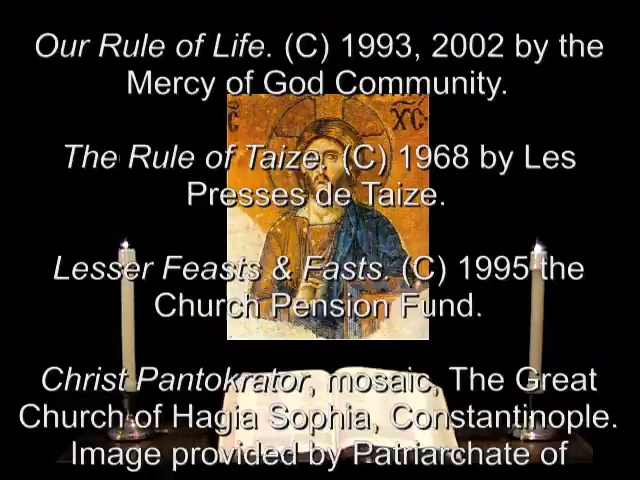 Our Rule of Life. (C) 1993, 2002 by the
Mercy of God Community.
The Rule of Taize. (C) 1968 by Les
Presses de Taize.
Lesser Feasts & Fasts. (C) 1995 the
Church Pension Fund.
Christ Pantokrator, mosaic, The Great
Church of Hagia Sophia, Constantinople.
Image provided by Patriarchate of